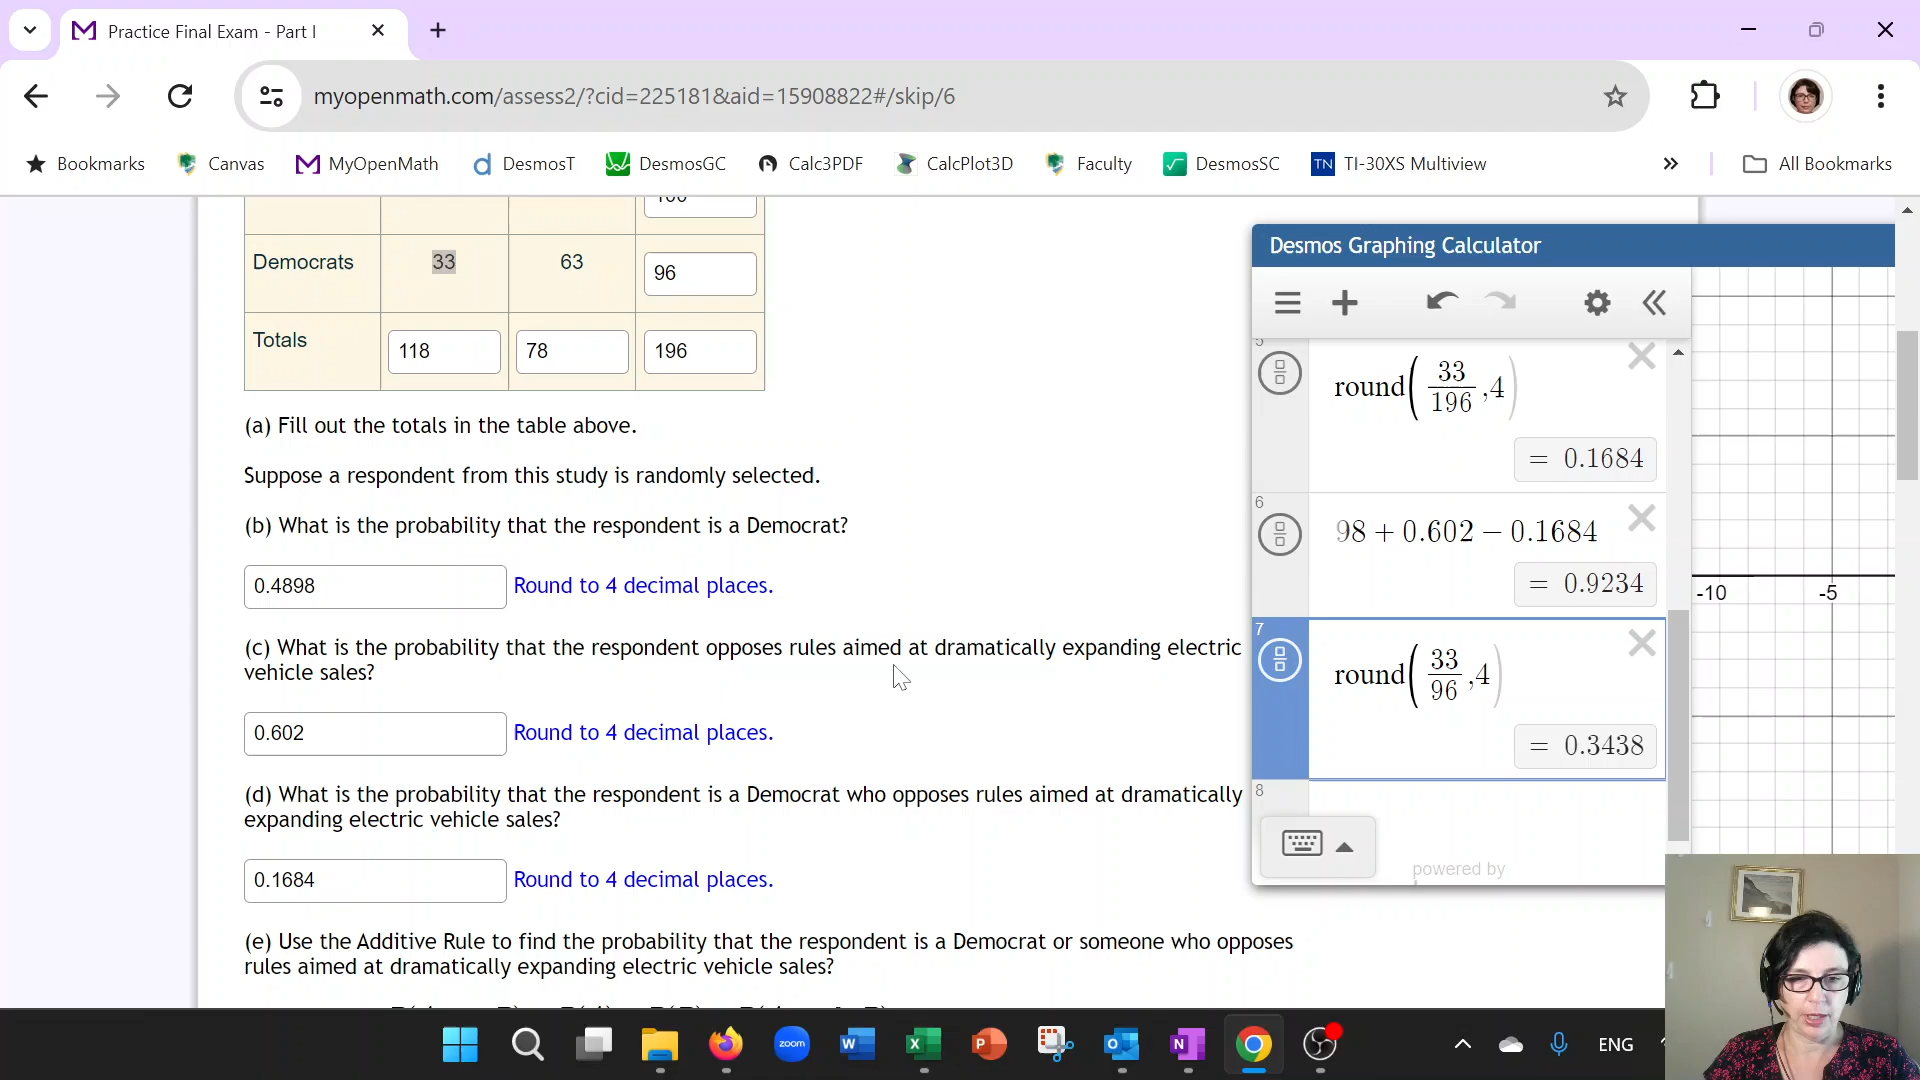 Practice Final Exam - Part I
myopenmath.com/assess2/?cid=225181&aid=15908822#/skip/6
Bookmarks
Canvas
MyOpenMath
DesmosT
DesmosGC
Calc3PDF
CalcPlot3D
Faculty
DesmosSC
TN TI-30XS Multiview
All Bookmarks
Democrats 33 63 96
Totals 118 78 196
(a) Fill out the totals in the table above.
Suppose a respondent from this study is randomly selected.
(b) What is the probability that the respondent is a Democrat?
0.4898 Round to 4 decimal places.
(c) What is the probability that the respondent opposes rules aimed at dramatically expanding electric
vehicle sales?
0.602 Round to 4 decimal places.
(d) What is the probability that the respondent is a Democrat who opposes rules aimed at dramatically
expanding electric vehicle sales?
0.1684 Round to 4 decimal places.
(e) Use the Additive Rule to find the probability that the respondent is a Democrat or someone who opposes
rules aimed at dramatically expanding electric vehicle sales?
Desmos Graphing Calculator
5
round(33/196,4)
= 0.1684
6
98 + 0.602 − 0.1684
= 0.9234
7
round(33/96,4)
= 0.3438
8
powered by
-10 -5
zoom
ENG